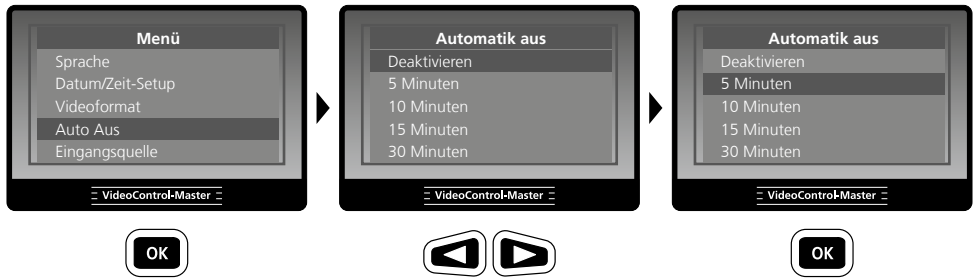 Menü
Sprache
Datum/Zeit-Setup
Videoformat
Auto Aus
Eingangsquelle
VideoControl-Master
OK
Automatik aus
Deaktivieren
5 Minuten
10 Minuten
15 Minuten
30 Minuten
VideoControl-Master
Automatik aus
Deaktivieren
5 Minuten
10 Minuten
15 Minuten
30 Minuten
VideoControl-Master
OK